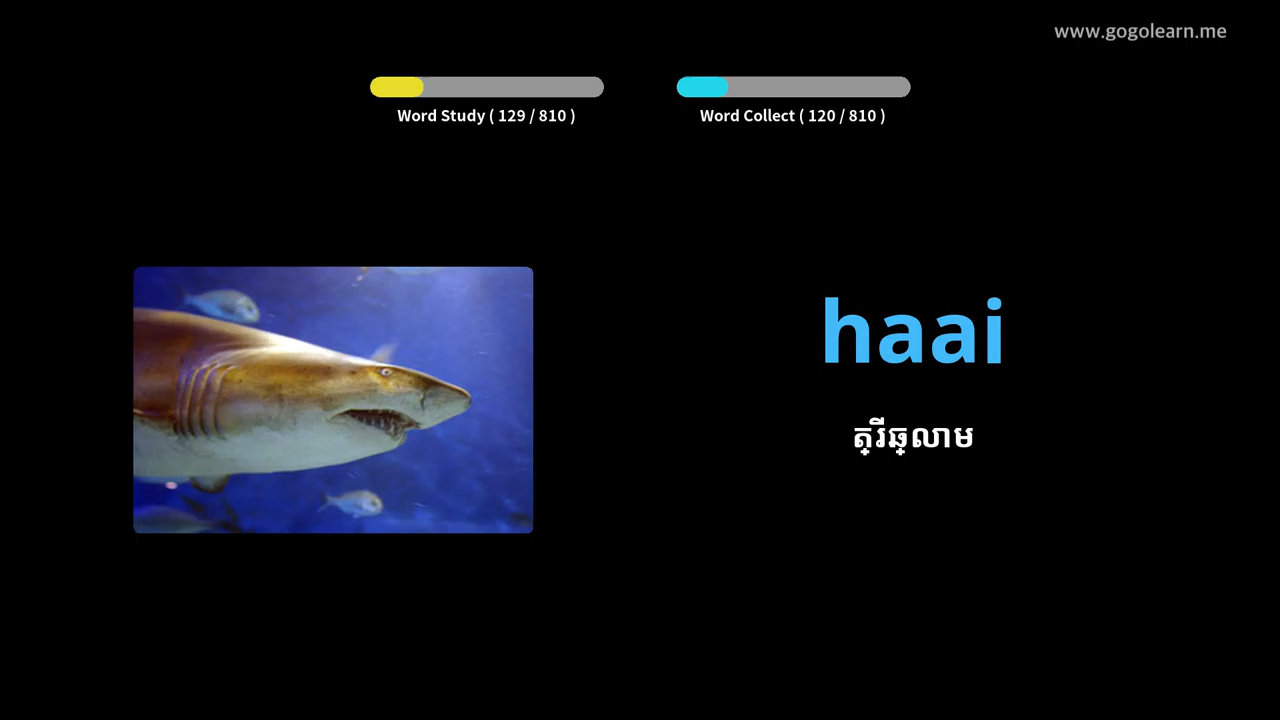 www.gogolearn.me
Word Study ( 129 / 810 )
Word Collect ( 120 / 810 )
haai
ត្រីឆ្លាម